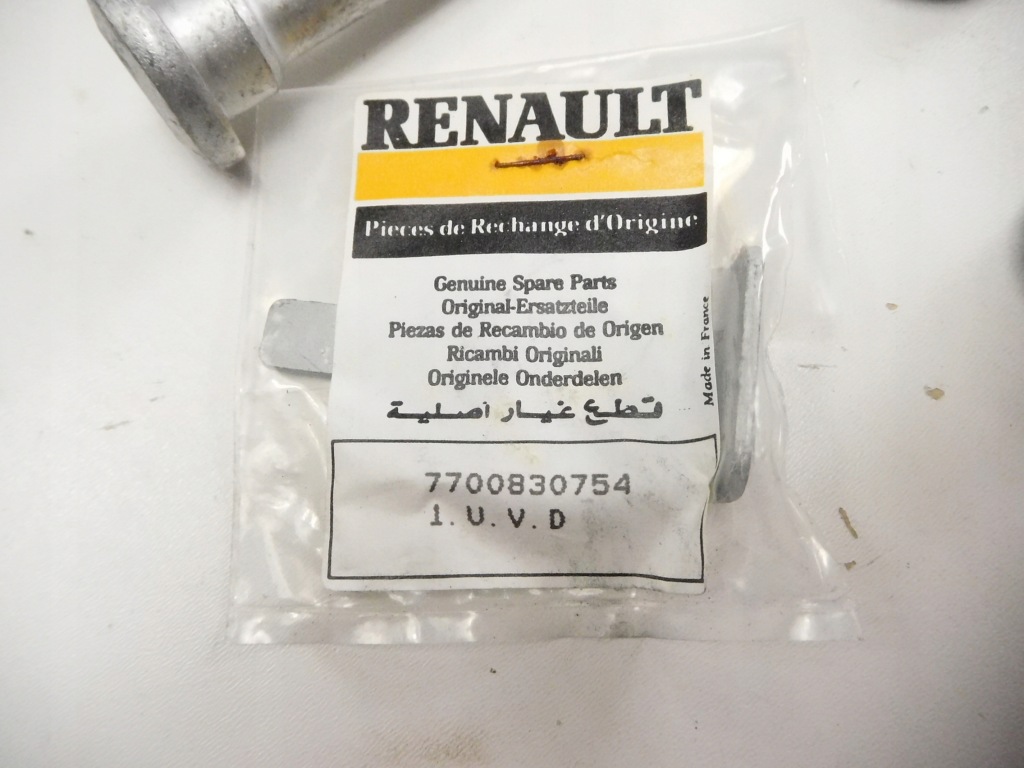 RENAULT
Pieces de Rechange d'Origine
Genuine Spare Parts
Original-Ersatzteile
Piezas de Recambio de Origen
Ricambi Originali
Originele Onderdelen
قطع غيار أصلية
Made in France
7700830754
1. U. V. D